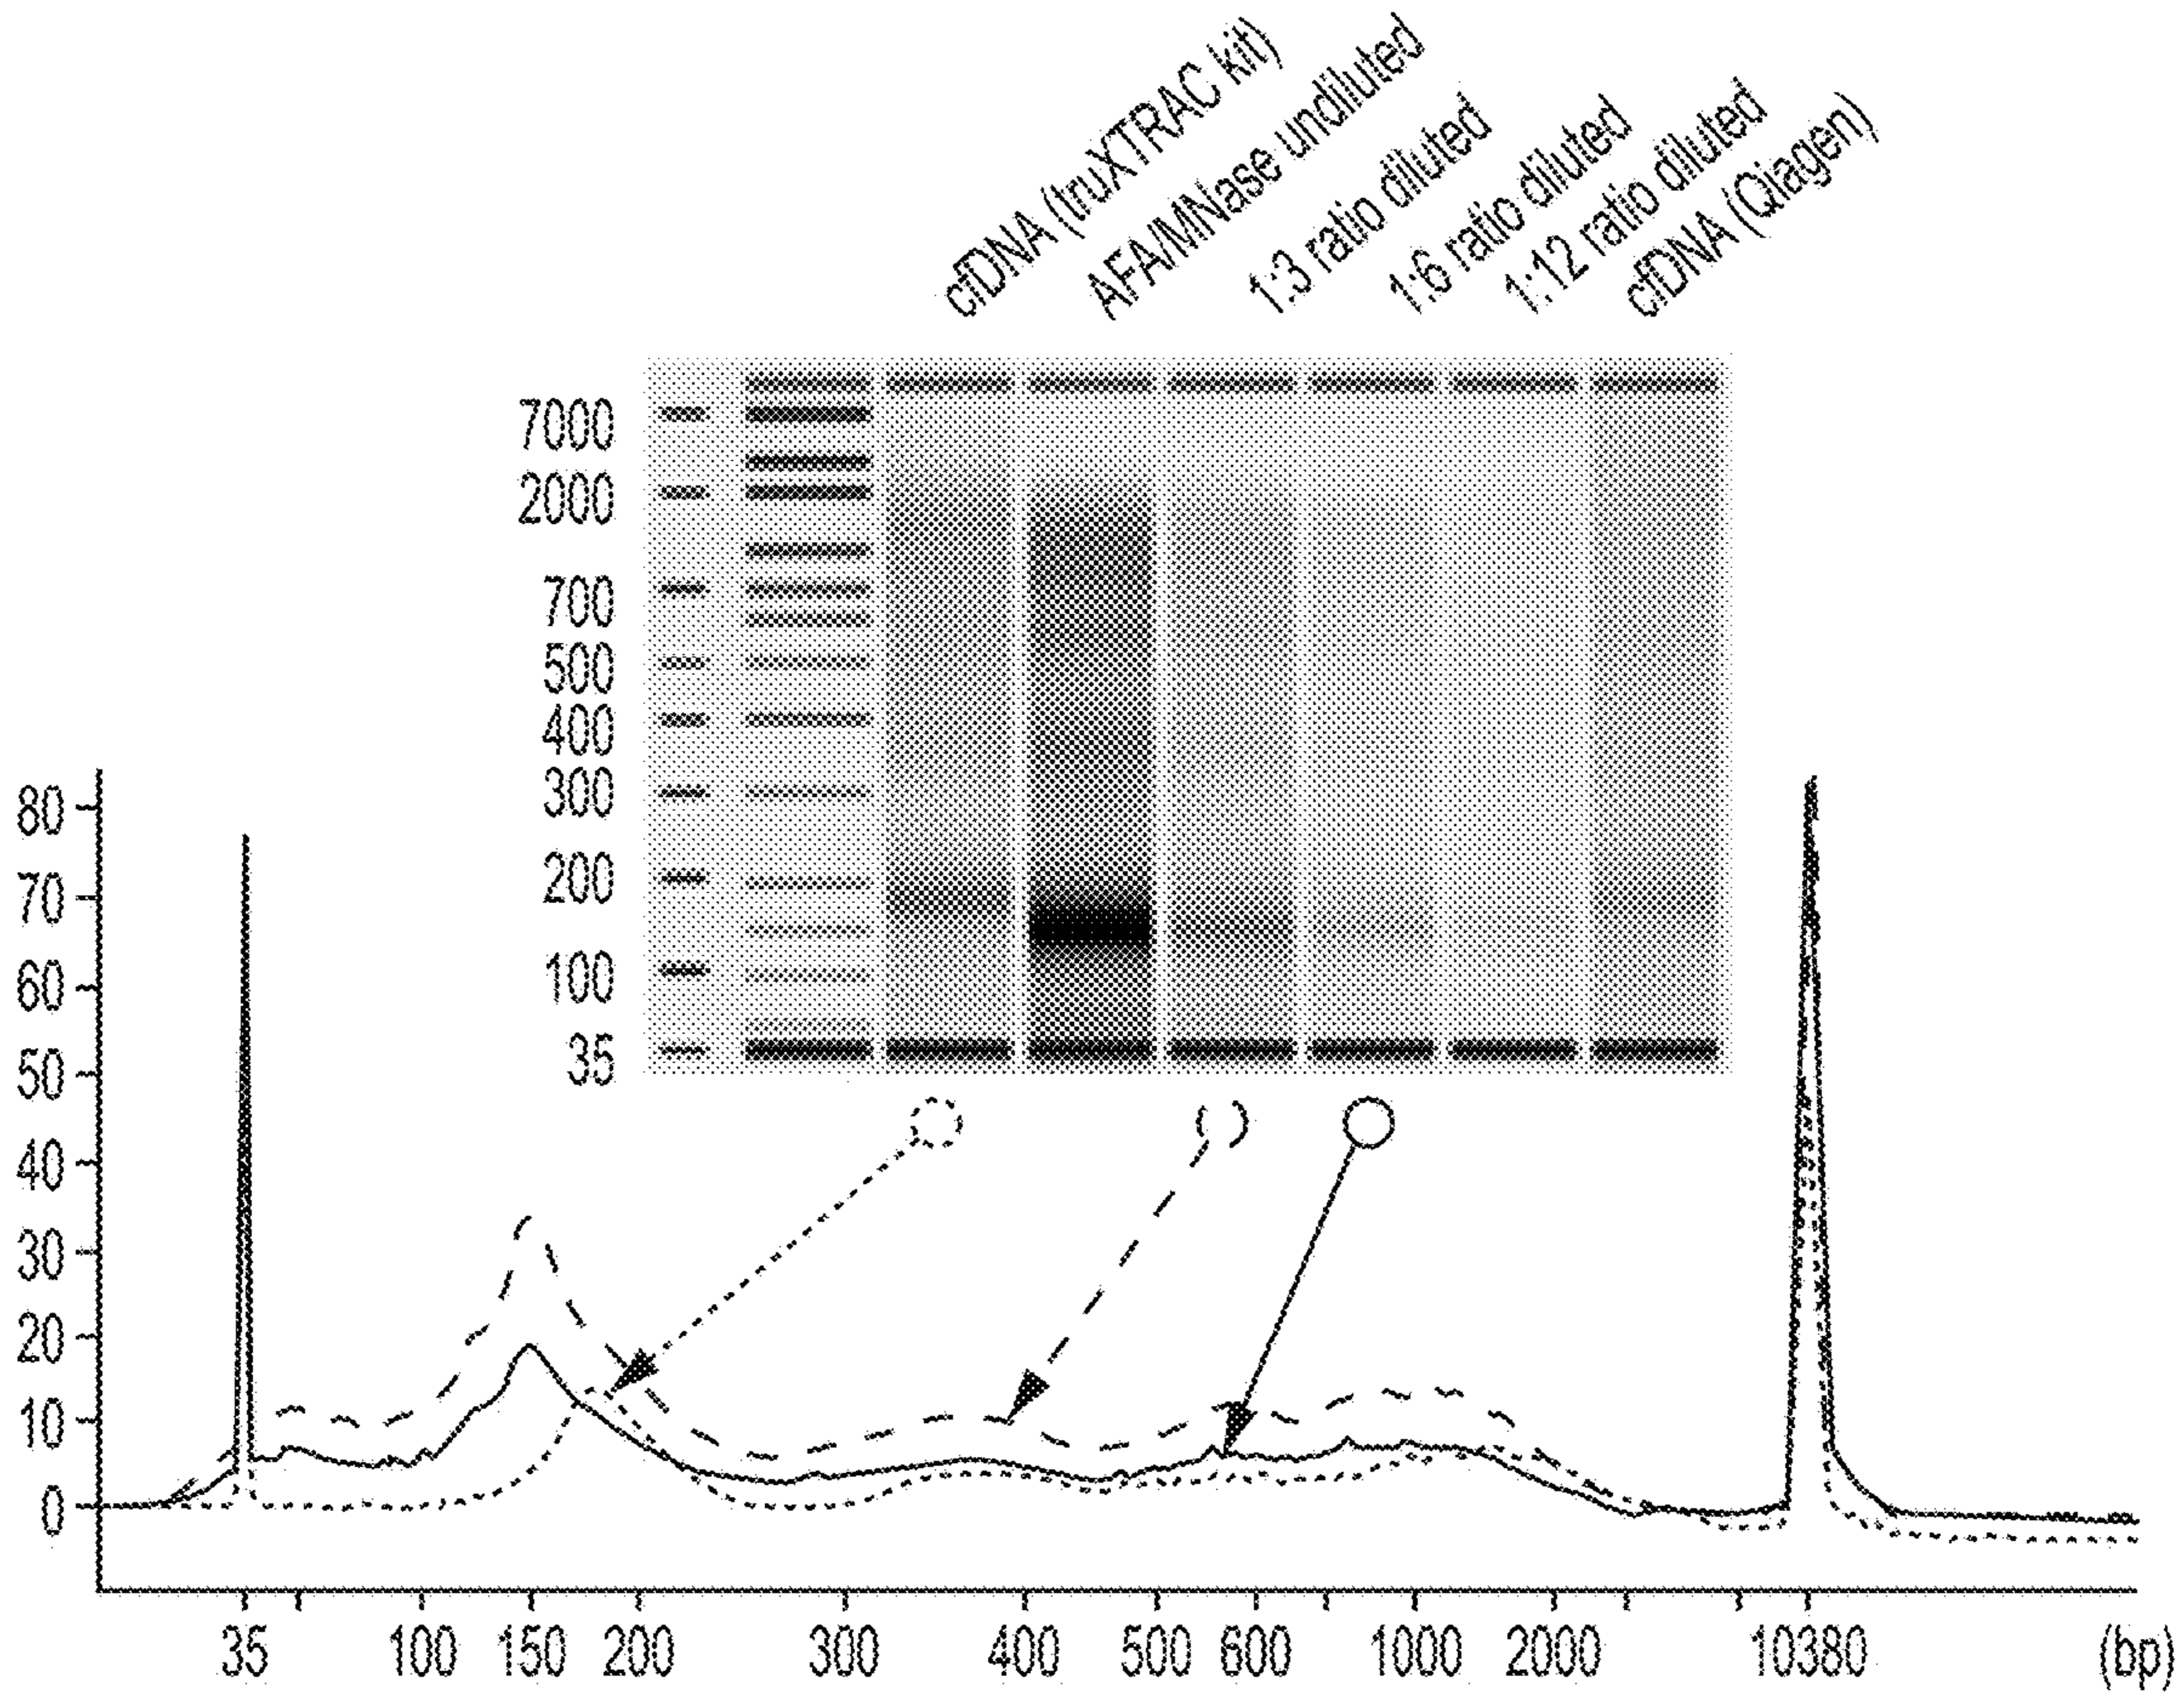 cfDNA (truXTRAC kit)
AFA/MNase undiluted
1:3 ratio diluted
1:6 ratio diluted
1:12 ratio diluted
cfDNA (Qiagen)
7000
2000
700
500
400
300
200
100
35
80
70
60
50
40
30
20
10
0
35 100 150 200 300 400 500 600 1000 2000 10380 (bp)